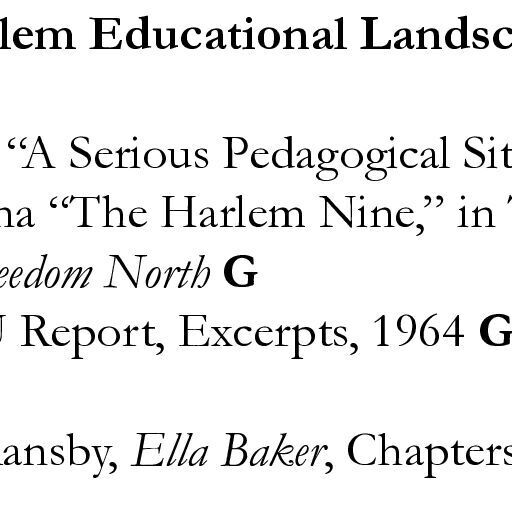 lem Educational Landsc
“A Serious Pedagogical Sit
na “The Harlem Nine,” in T
eedom North G
Report, Excerpts, 1964 G
ansby, Ella Baker, Chapters